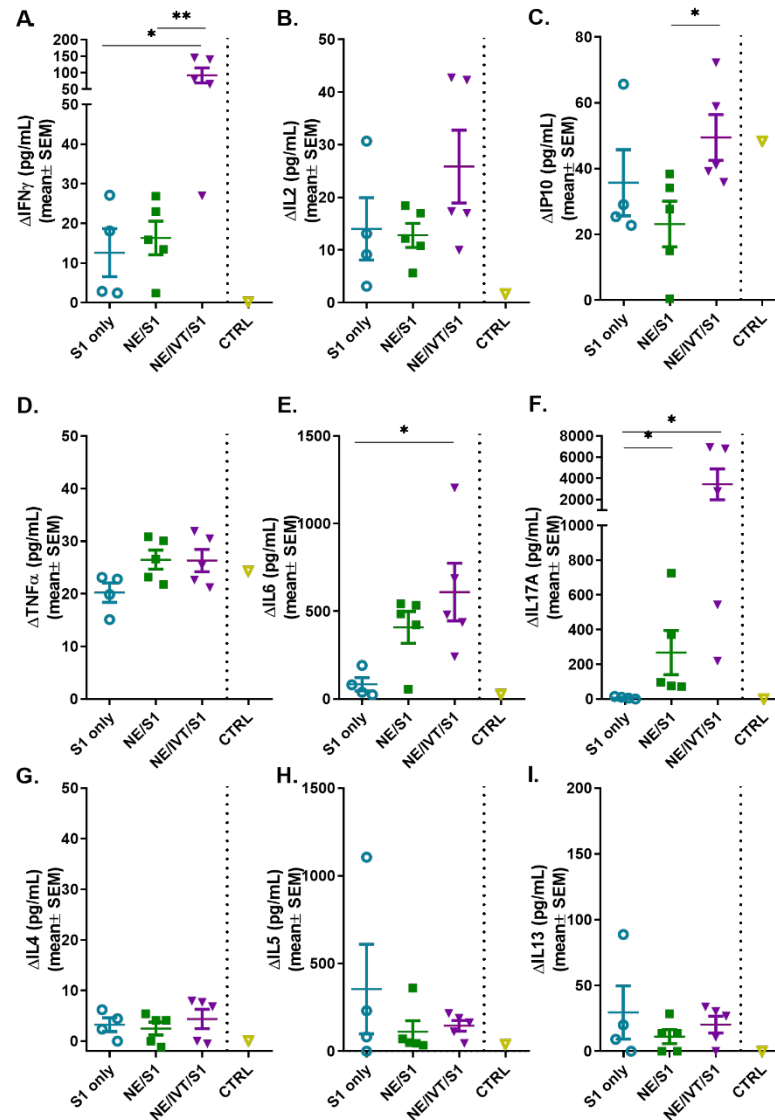 A.
ΔIFNγ (pg/mL)
(mean± SEM)
200
150
100
50
50
40
30
20
10
0
*
**
S1 only
NE/S1
NE/IVT/S1
CTRL
B.
ΔIL2 (pg/mL)
(mean± SEM)
50
40
30
20
10
0
S1 only
NE/S1
NE/IVT/S1
CTRL
C.
ΔIP10 (pg/mL)
(mean± SEM)
80
60
40
20
0
*
S1 only
NE/S1
NE/IVT/S1
CTRL
D.
ΔTNFα (pg/mL)
(mean± SEM)
50
40
30
20
10
0
S1 only
NE/S1
NE/IVT/S1
CTRL
E.
ΔIL6 (pg/mL)
(mean± SEM)
1500
1000
500
0
*
S1 only
NE/S1
NE/IVT/S1
CTRL
F.
ΔIL17A (pg/mL)
(mean± SEM)
8000
6000
4000
2000
800
600
400
200
0
*
*
S1 only
NE/S1
NE/IVT/S1
CTRL
G.
ΔIL4 (pg/mL)
(mean± SEM)
50
40
30
20
10
0
S1 only
NE/S1
NE/IVT/S1
CTRL
H.
ΔIL5 (pg/mL)
(mean± SEM)
1500
1000
500
0
S1 only
NE/S1
NE/IVT/S1
CTRL
I.
ΔIL13 (pg/mL)
(mean± SEM)
200
150
100
50
0
S1 only
NE/S1
NE/IVT/S1
CTRL